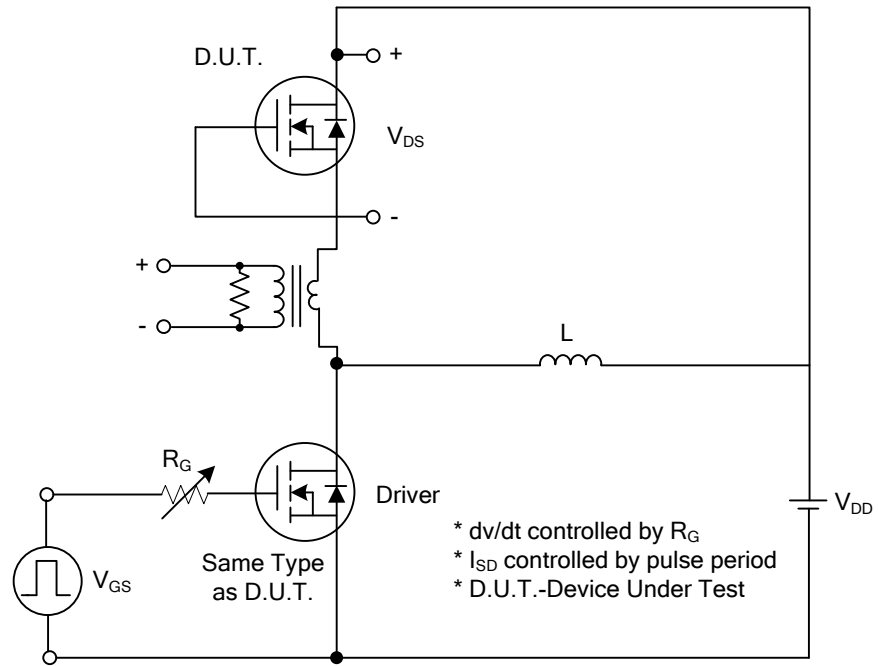 D.U.T.
+
V_DS
-
+
-
L
R_G
Driver
V_DD
V_GS
Same Type
as D.U.T.
* dv/dt controlled by R_G
* I_SD controlled by pulse period
* D.U.T.-Device Under Test